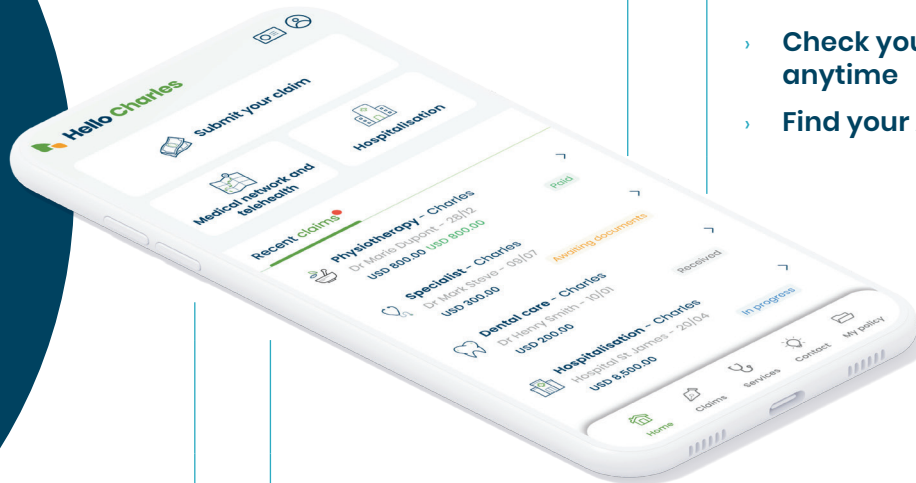 Check you
anytime
Find your
Hello Charles
Submit your claim
Medical network and
telehealth
Hospitalisation
Recent claims
Physiotherapy - Charles
Dr Marie Dupont - 28/12
USD 800.00 USD 800.00
Paid
Specialist - Charles
Dr Mark Steve - 09/07
USD 300.00
Awaiting documents
Dental care - Charles
Dr Henry Smith - 10/01
USD 200.00
Received
Hospitalisation - Charles
Hospital St James - 20/04
USD 8,500.00
In progress
Home
Claims
Services
Contact
My policy